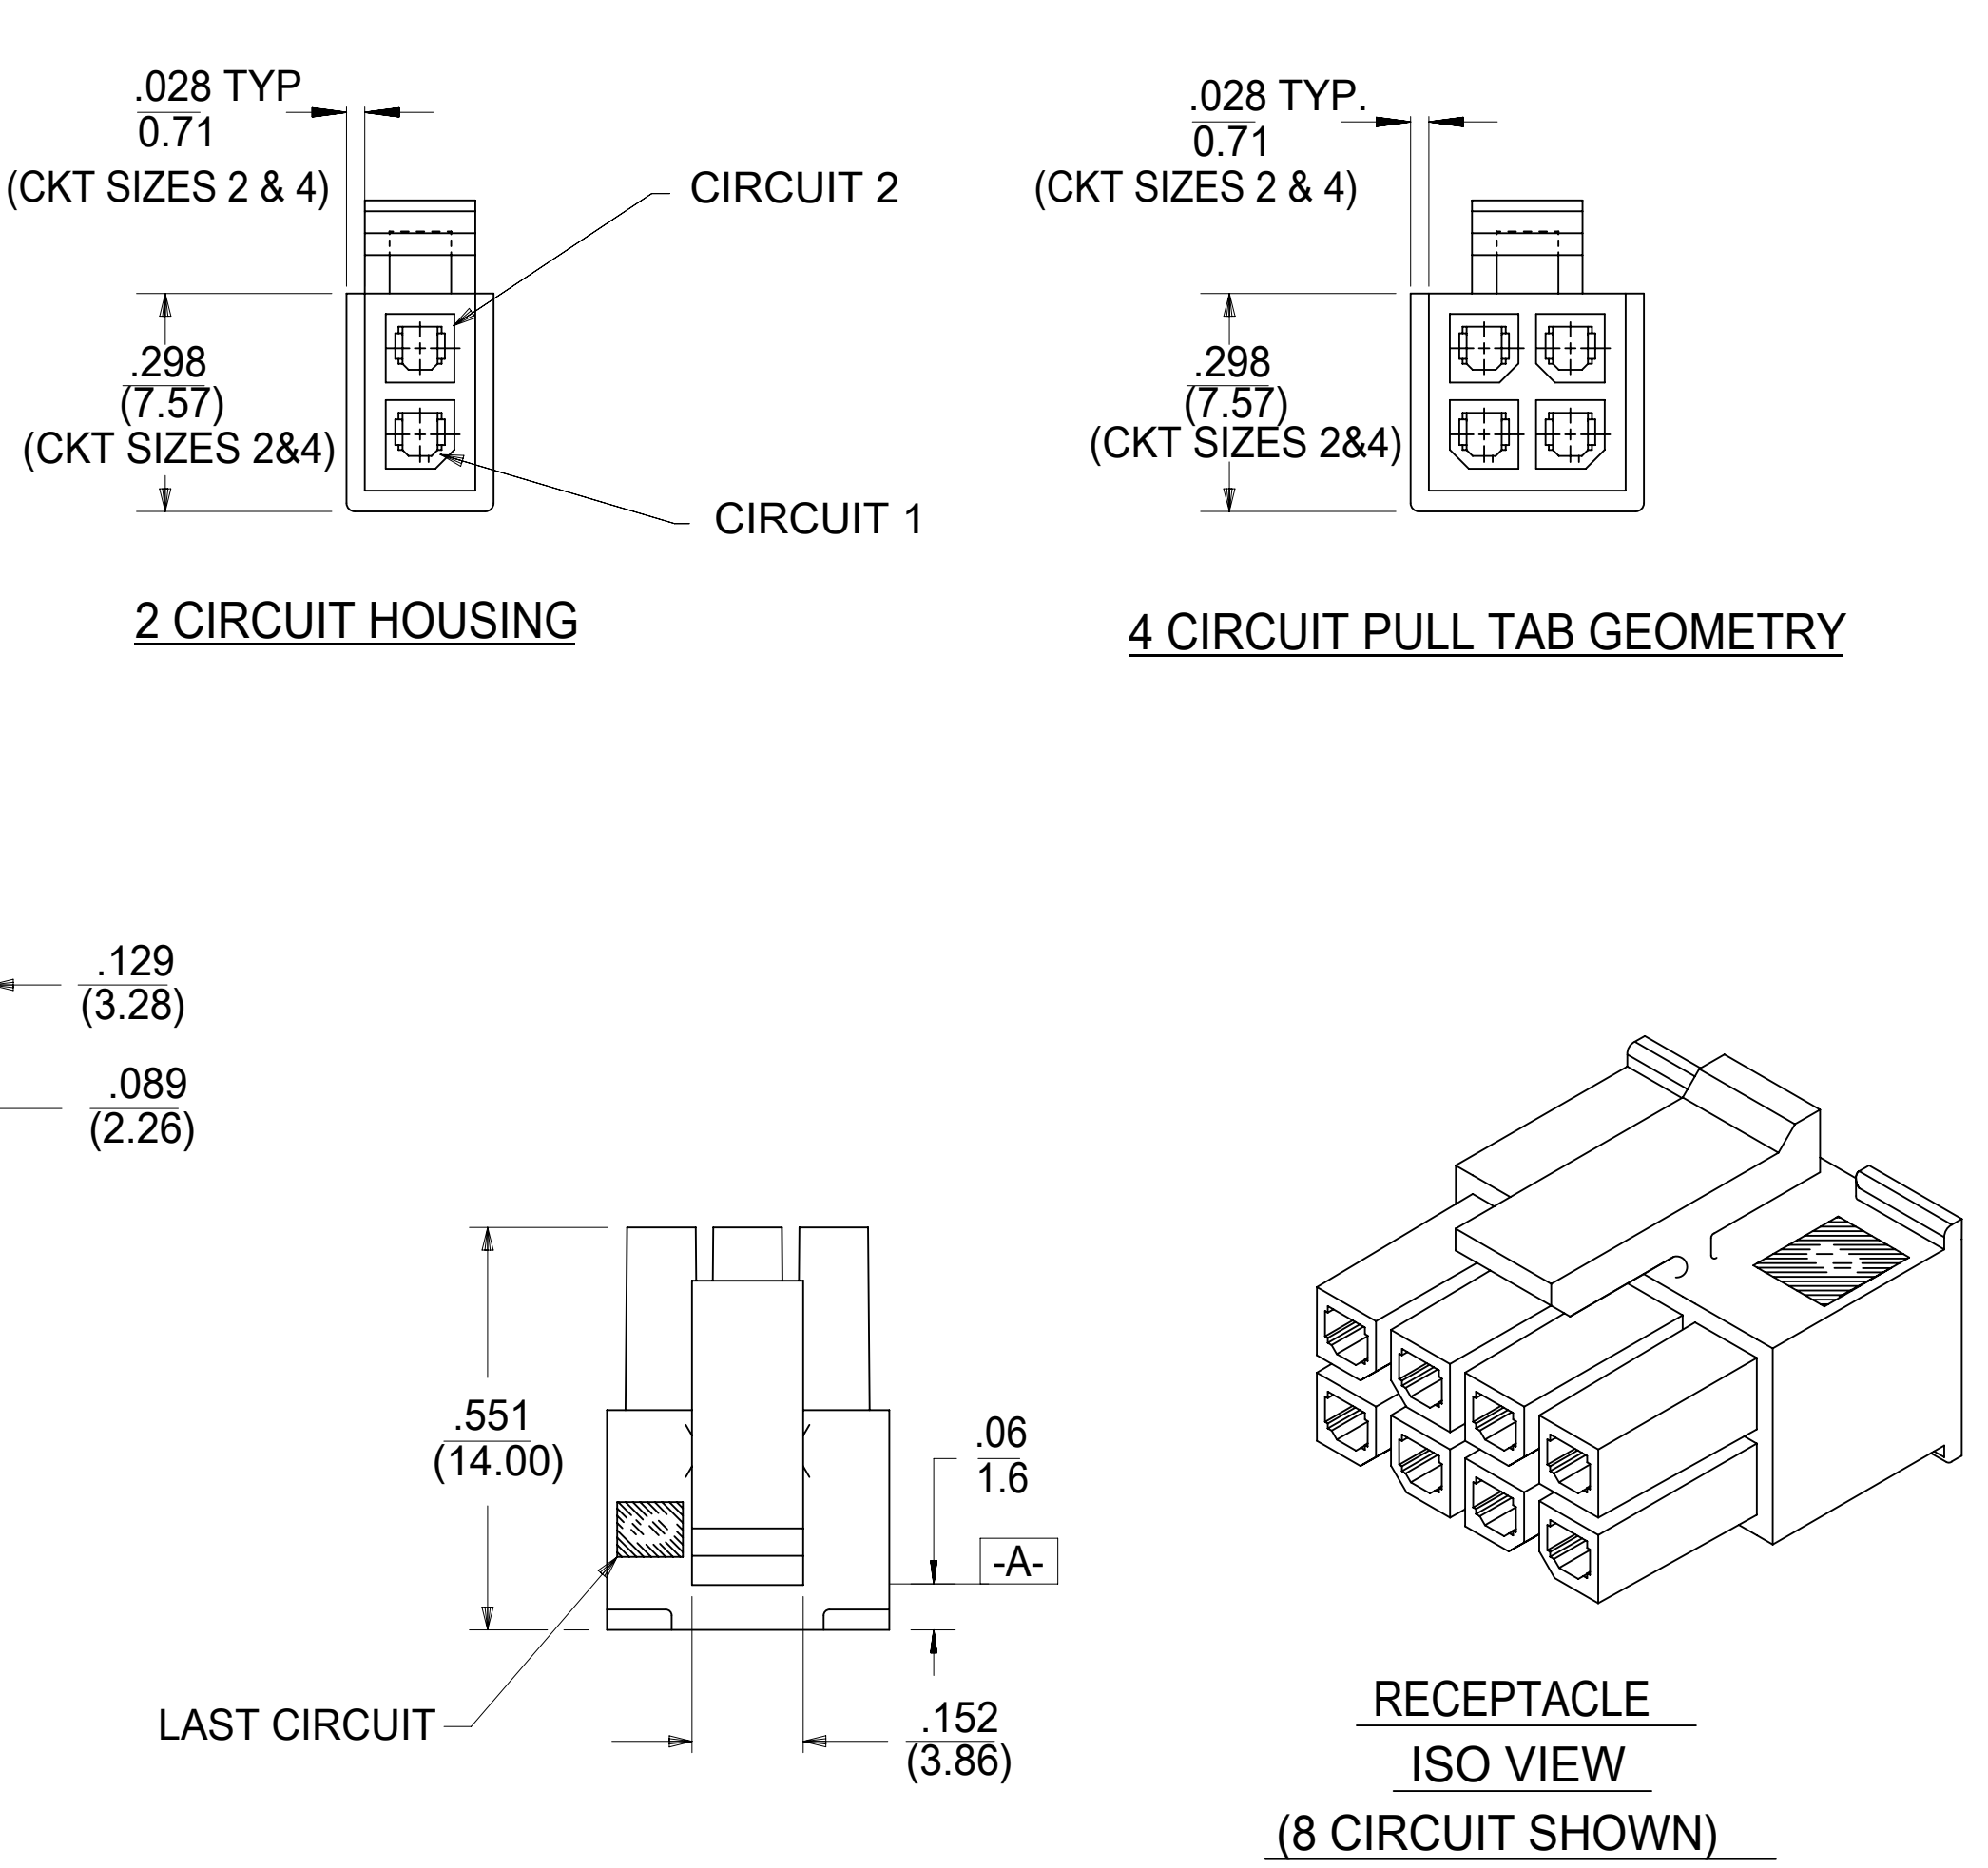 .028 TYP
0.71
(CKT SIZES 2 & 4)
CIRCUIT 2
.298
(7.57)
(CKT SIZES 2&4)
CIRCUIT 1
2 CIRCUIT HOUSING
.028 TYP.
0.71
(CKT SIZES 2 & 4)
.298
(7.57)
(CKT SIZES 2&4)
4 CIRCUIT PULL TAB GEOMETRY
.129
(3.28)
.089
(2.26)
.551
(14.00)
.06
1.6
-A-
LAST CIRCUIT
.152
(3.86)
RECEPTACLE
ISO VIEW
(8 CIRCUIT SHOWN)